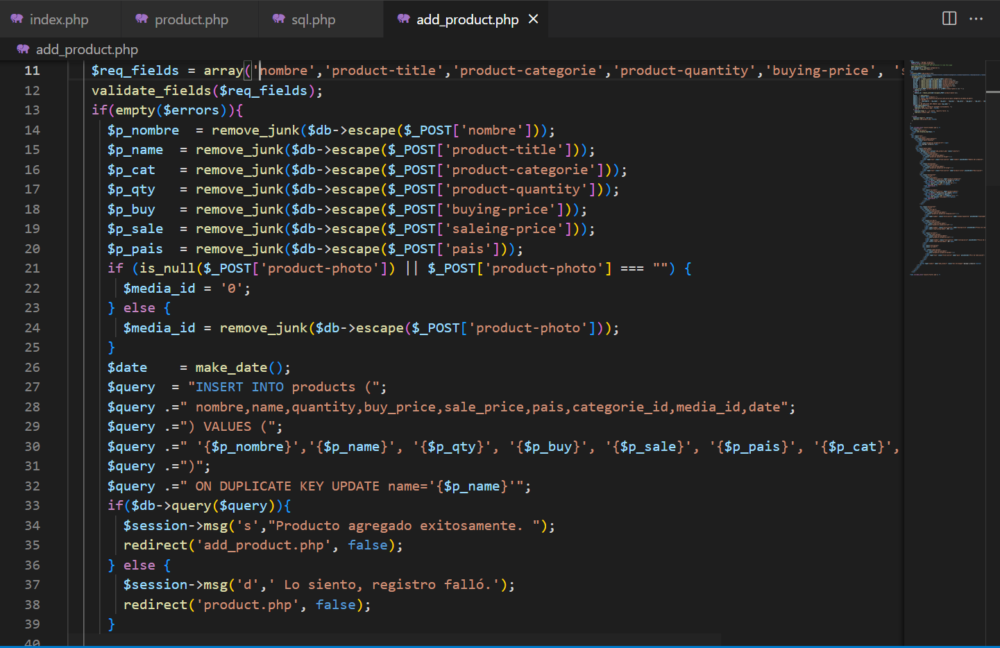 index.php product.php sql.php add_product.php
add_product.php
11 $req_fields = array('nombre','product-title','product-categorie','product-quantity','buying-price', 's
12 validate_fields($req_fields);
13 if(empty($errors)){
14 $p_nombre  = remove_junk($db->escape($_POST['nombre']));
15 $p_name  = remove_junk($db->escape($_POST['product-title']));
16 $p_cat   = remove_junk($db->escape($_POST['product-categorie']));
17 $p_qty   = remove_junk($db->escape($_POST['product-quantity']));
18 $p_buy   = remove_junk($db->escape($_POST['buying-price']));
19 $p_sale  = remove_junk($db->escape($_POST['saleing-price']));
20 $p_pais  = remove_junk($db->escape($_POST['pais']));
21 if (is_null($_POST['product-photo']) || $_POST['product-photo'] === "") {
22 $media_id = '0';
23 } else {
24 $media_id = remove_junk($db->escape($_POST['product-photo']));
25 }
26 $date    = make_date();
27 $query  = "INSERT INTO products (";
28 $query .=" nombre,name,quantity,buy_price,sale_price,pais,categorie_id,media_id,date";
29 $query .=") VALUES (";
30 $query .=" '{$p_nombre}','{$p_name}', '{$p_qty}', '{$p_buy}', '{$p_sale}', '{$p_pais}', '{$p_cat}',
31 $query .=")";
32 $query .=" ON DUPLICATE KEY UPDATE name='{$p_name}'";
33 if($db->query($query)){
34 $session->msg('s',"Producto agregado exitosamente. ");
35 redirect('add_product.php', false);
36 } else {
37 $session->msg('d',' Lo siento, registro falló.');
38 redirect('product.php', false);
39 }
40